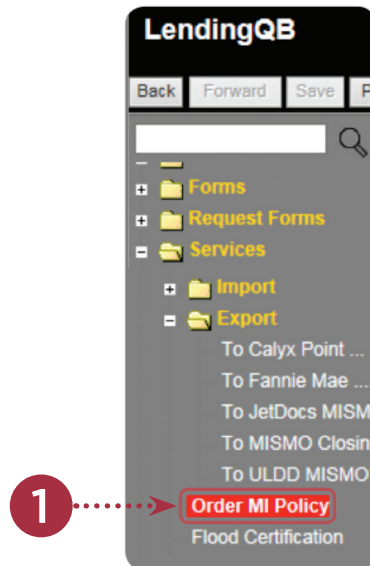 LendingQB
Back Forward Save P
Forms
Request Forms
Services
Import
Export
To Calyx Point ...
To Fannie Mae ...
To JetDocs MISM
To MISMO Closin
To ULDD MISMO
1 Order MI Policy
Flood Certification